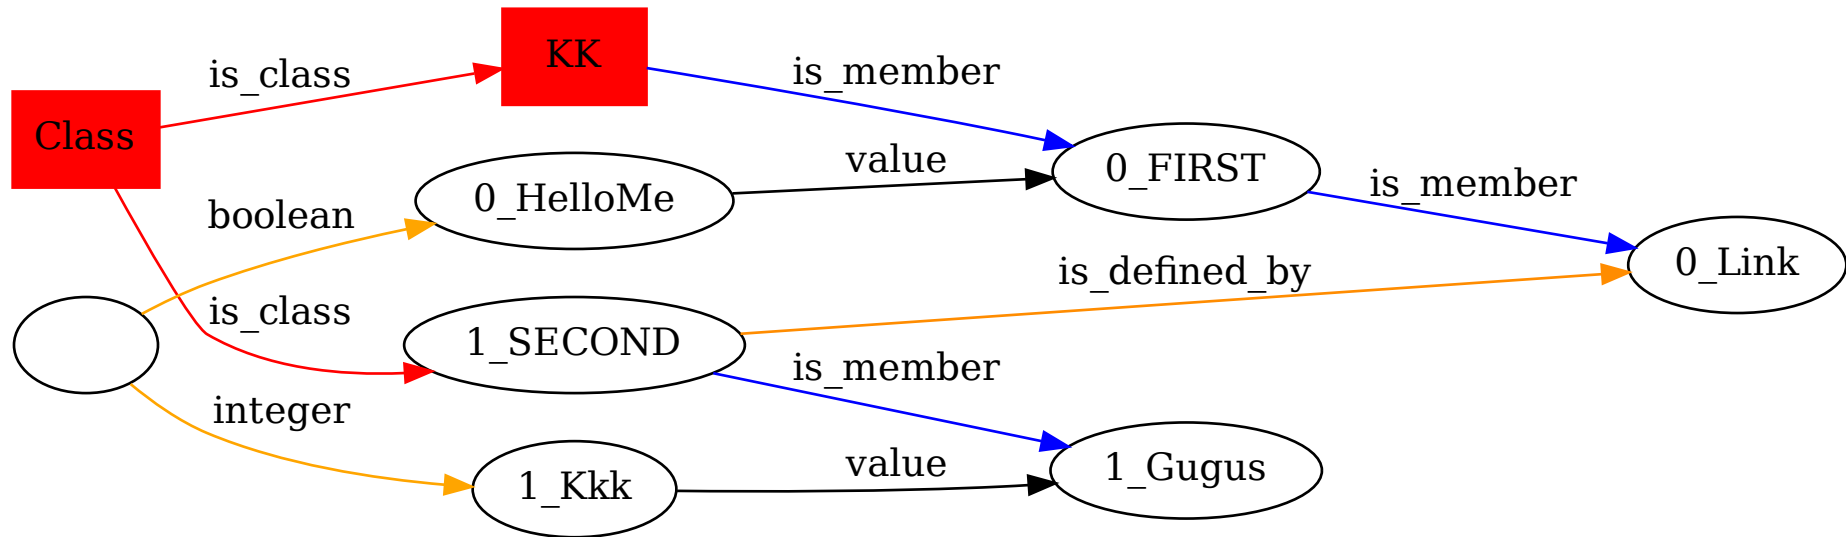 KK
is_class
is_member
Class
value
0_FIRST
0_HelloMe
is_member
boolean
0_Link
is_defined_by
is_class
1_SECOND
is_member
integer
value
1_Gugus
1_Kkk